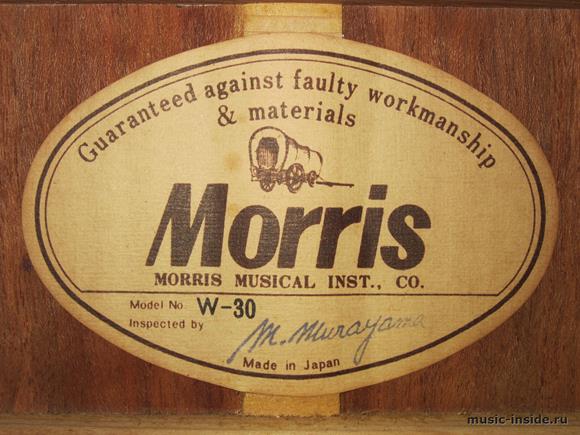 Guaranteed against faulty workmanship
& materials
Morris
MORRIS MUSICAL INST., CO.
Model No. W-30
Inspected by M. Murayama
Made in Japan
music-inside.ru